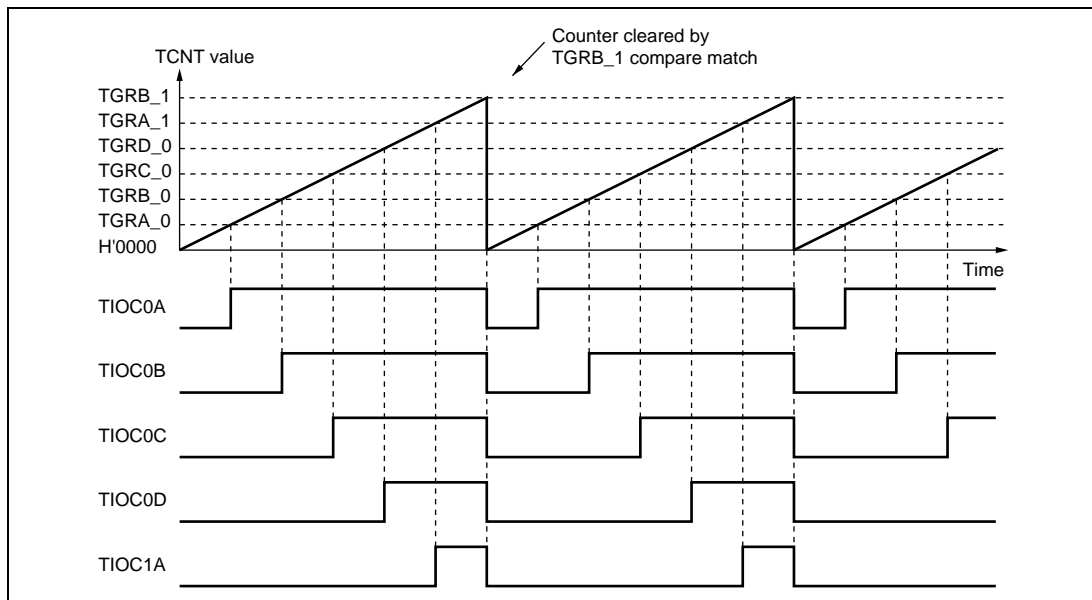 Counter cleared by
TGRB_1 compare match
TCNT value
TGRB_1
TGRA_1
TGRD_0
TGRC_0
TGRB_0
TGRA_0
H'0000
Time
TIOC0A
TIOC0B
TIOC0C
TIOC0D
TIOC1A